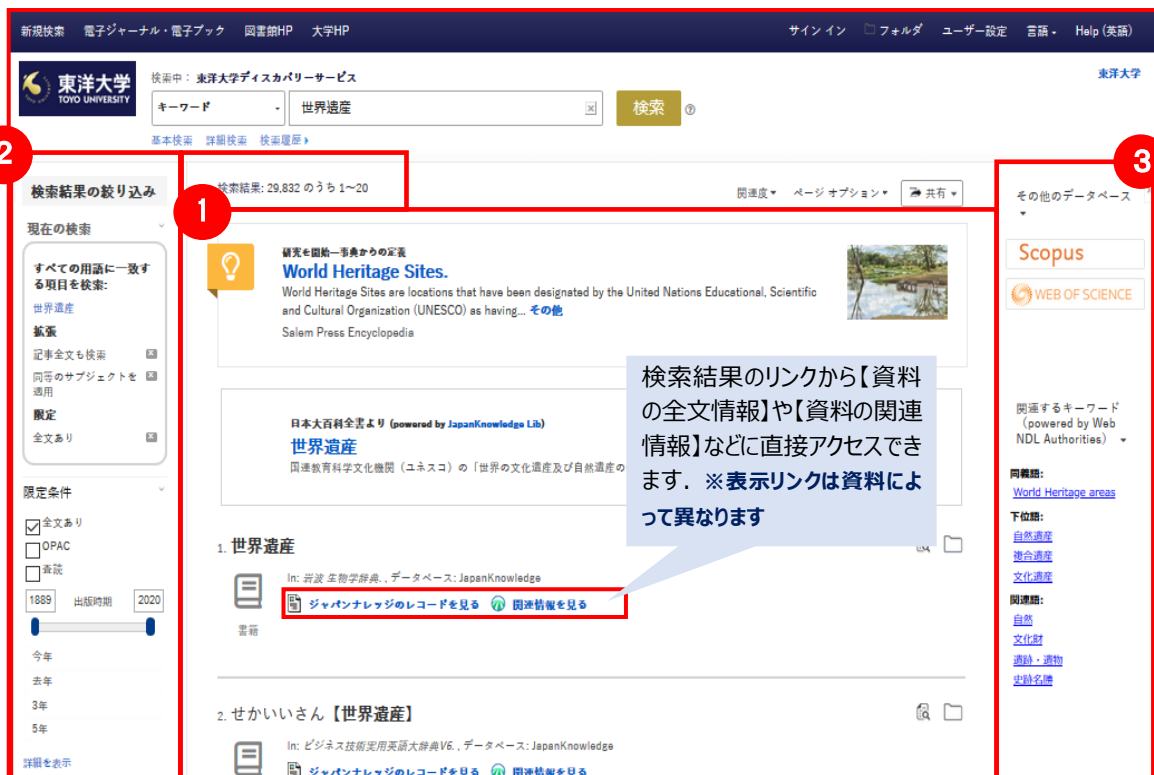 新規検索 電子ジャーナル・電子ブック 図書館HP 大学HP サイン イン フォルダ ユーザー設定 言語 Help (英語)
東洋大学
TOYO UNIVERSITY
検索中： 東洋大学ディスカバリーサービス
東洋大学
キーワード 世界遺産 検索
基本検索 詳細検索 検索履歴
2
検索結果の絞り込み
現在の検索
すべての用語に一致す
る項目を検索:
世界遺産
拡張
記事全文も検索
同等のサブジェクトを
適用
限定
全文あり
限定条件
全文あり
OPAC
査読
1889 出版時期 2020
今年
去年
3年
5年
詳細を表示
1
検索結果: 29,832 のうち 1～20
関連度 ページ オプション 共有
研究を開始―事典からの定義
World Heritage Sites.
World Heritage Sites are locations that have been designated by the United Nations Educational, Scientific
and Cultural Organization (UNESCO) as having... その他
Salem Press Encyclopedia
日本大百科全書より (powered by JapanKnowledge Lib)
世界遺産
国連教育科学文化機関（ユネスコ）の「世界の文化遺産及び自然遺産の
検索結果のリンクから【資料
の全文情報】や【資料の関連
情報】などに直接アクセスでき
ます．※表示リンクは資料によ
って異なります
1. 世界遺産
In: 岩波 生物学辞典. , データベース: JapanKnowledge
ジャパンナレッジのレコードを見る 関連情報を見る
書籍
2. せかいいさん【世界遺産】
In: ビジネス技術実用英語大辞典V6. , データベース: JapanKnowledge
ジャパンナレッジのレコードを見る 関連情報を見る
3
その他のデータベース
Scopus
WEB OF SCIENCE
関連するキーワード
(powered by Web
NDL Authorities)
同義語:
World Heritage areas
下位語:
自然遺産
複合遺産
文化遺産
関連語:
自然
文化財
遺跡・遺物
史跡名勝